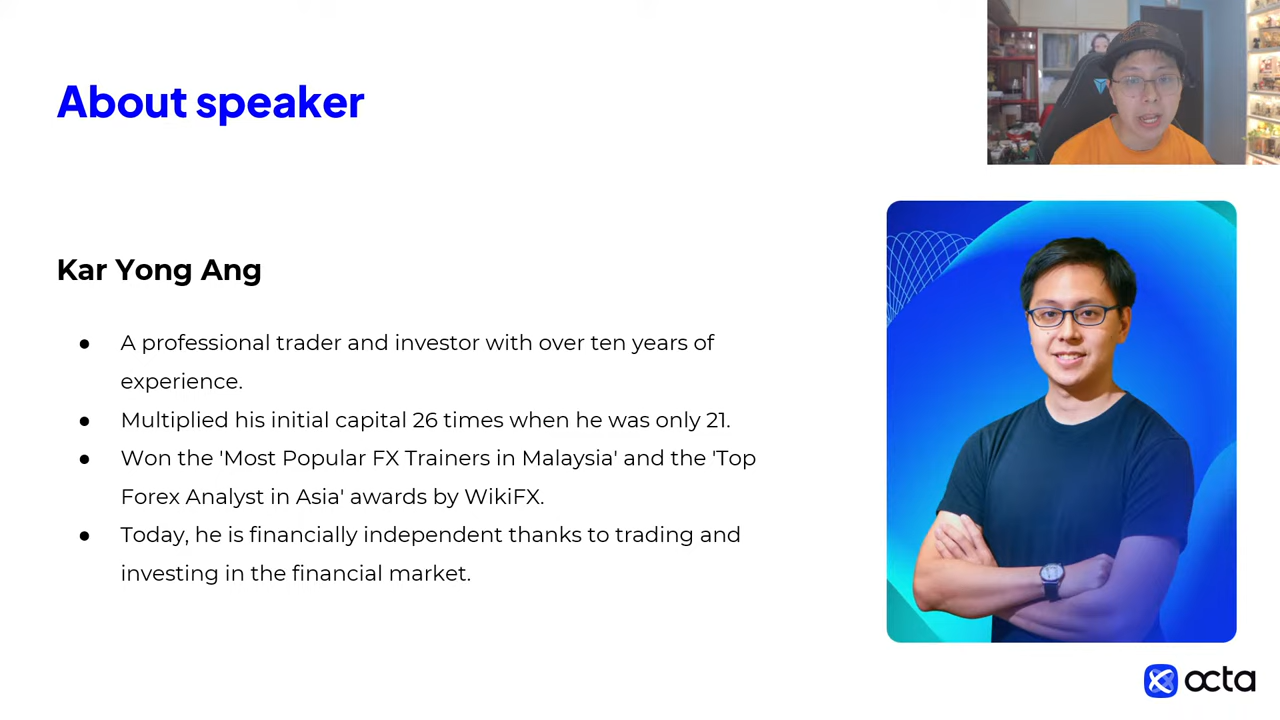 About speaker
Kar Yong Ang
● A professional trader and investor with over ten years of
experience.
● Multiplied his initial capital 26 times when he was only 21.
● Won the 'Most Popular FX Trainers in Malaysia' and the 'Top
Forex Analyst in Asia' awards by WikiFX.
● Today, he is financially independent thanks to trading and
investing in the financial market.
octa